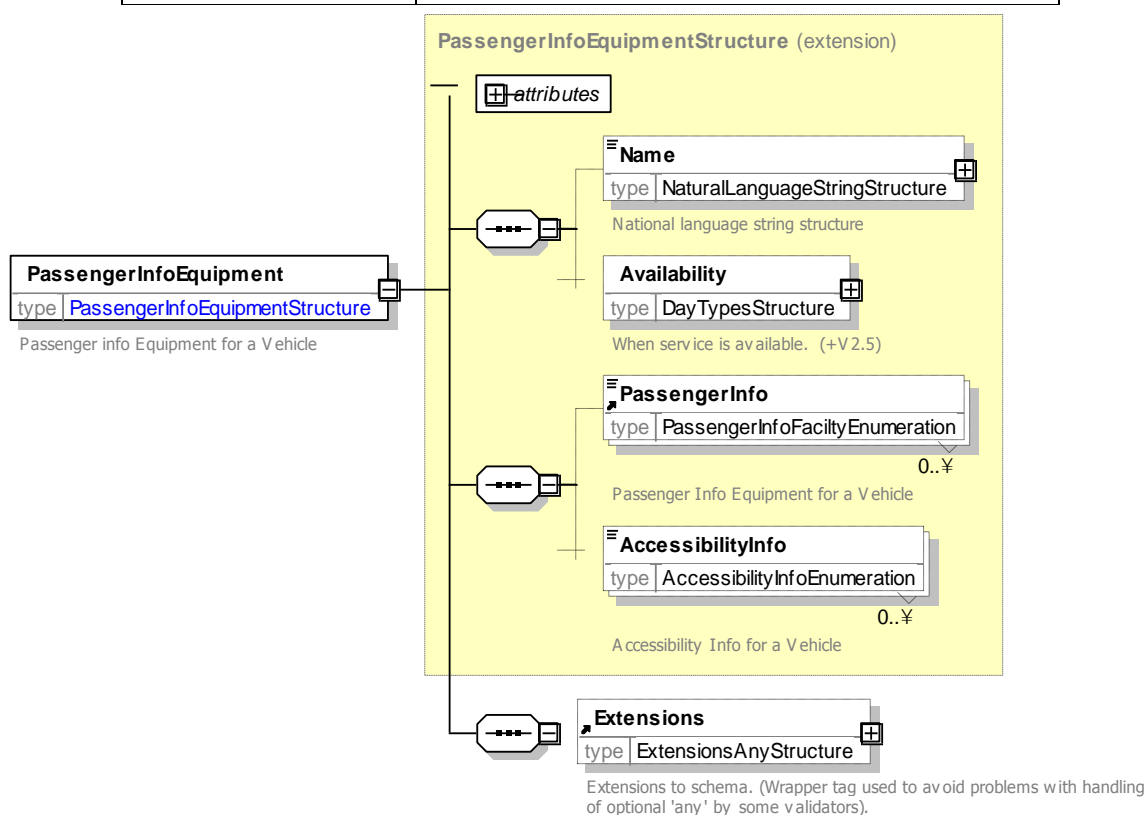 PassengerInfoEquipmentStructure (extension)
attributes
Name
type NaturalLanguageStringStructure
National language string structure
PassengerInfoEquipment
type PassengerInfoEquipmentStructure
Passenger info Equipment for a Vehicle
Availability
type DayTypesStructure
When service is available. (+V2.5)
PassengerInfo
type PassengerInfoFaciltyEnumeration
0..¥
Passenger Info Equipment for a Vehicle
AccessibilityInfo
type AccessibilityInfoEnumeration
0..¥
Accessibility Info for a Vehicle
Extensions
type ExtensionsAnyStructure
Extensions to schema. (Wrapper tag used to avoid problems with handling
of optional 'any' by some validators).